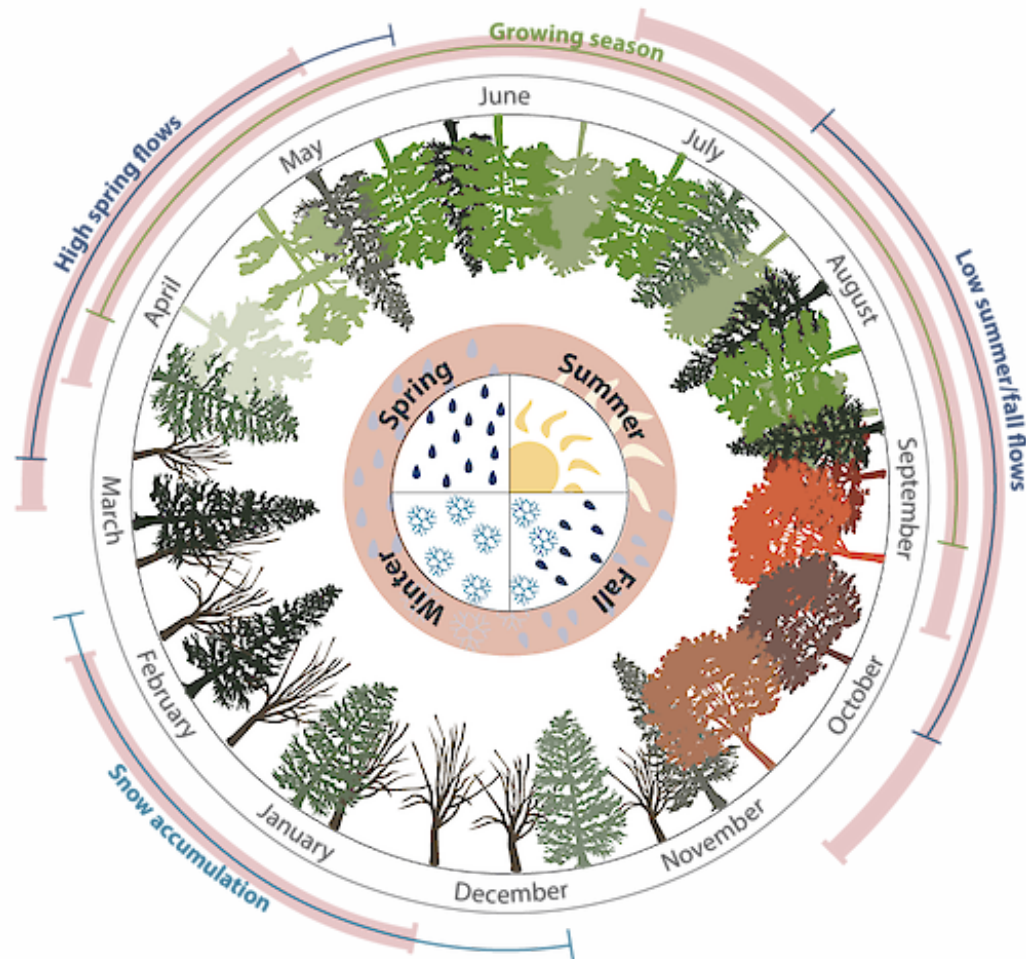 Growing season
High spring flows
Low summer/fall flows
Snow accumulation
June
July
August
September
October
November
December
January
February
March
April
May
Spring
Summer
Fall
Winter